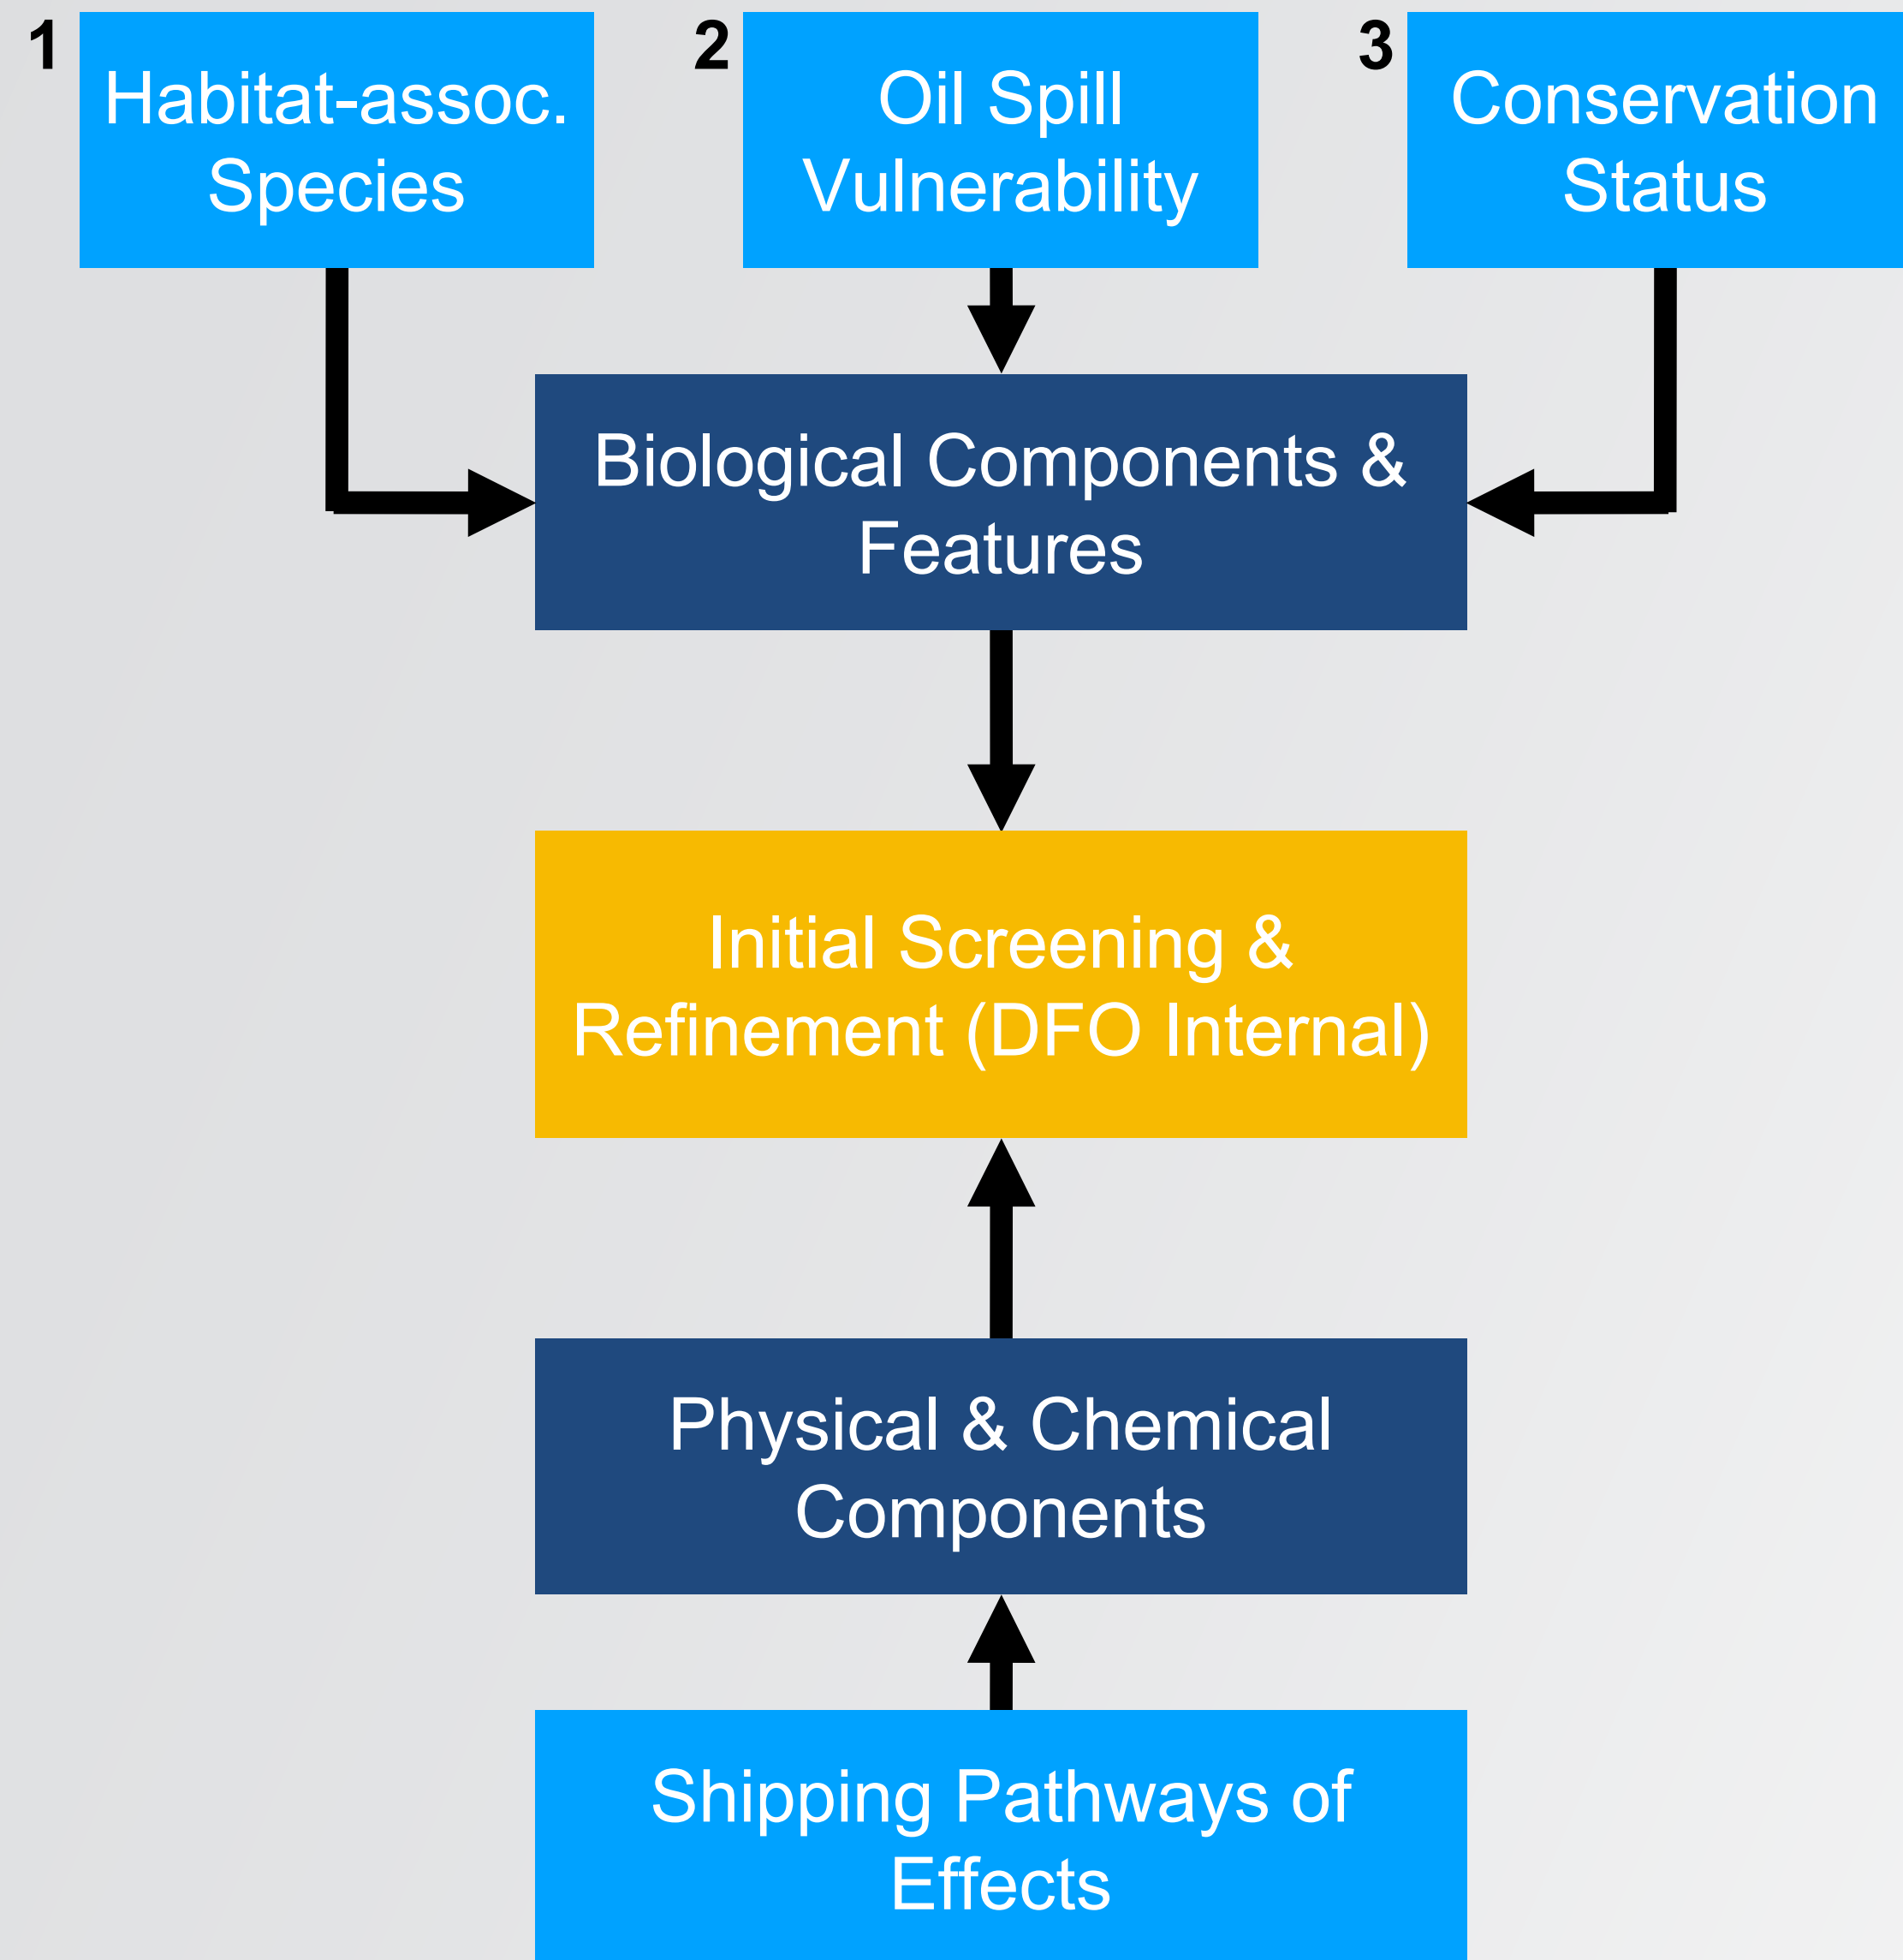 1
Habitat-assoc.
Species
2
Oil Spill
Vulnerability
3
Conservation
Status
Biological Components &
Features
Initial Screening &
Refinement (DFO Internal)
Physical & Chemical
Components
Shipping Pathways of
Effects